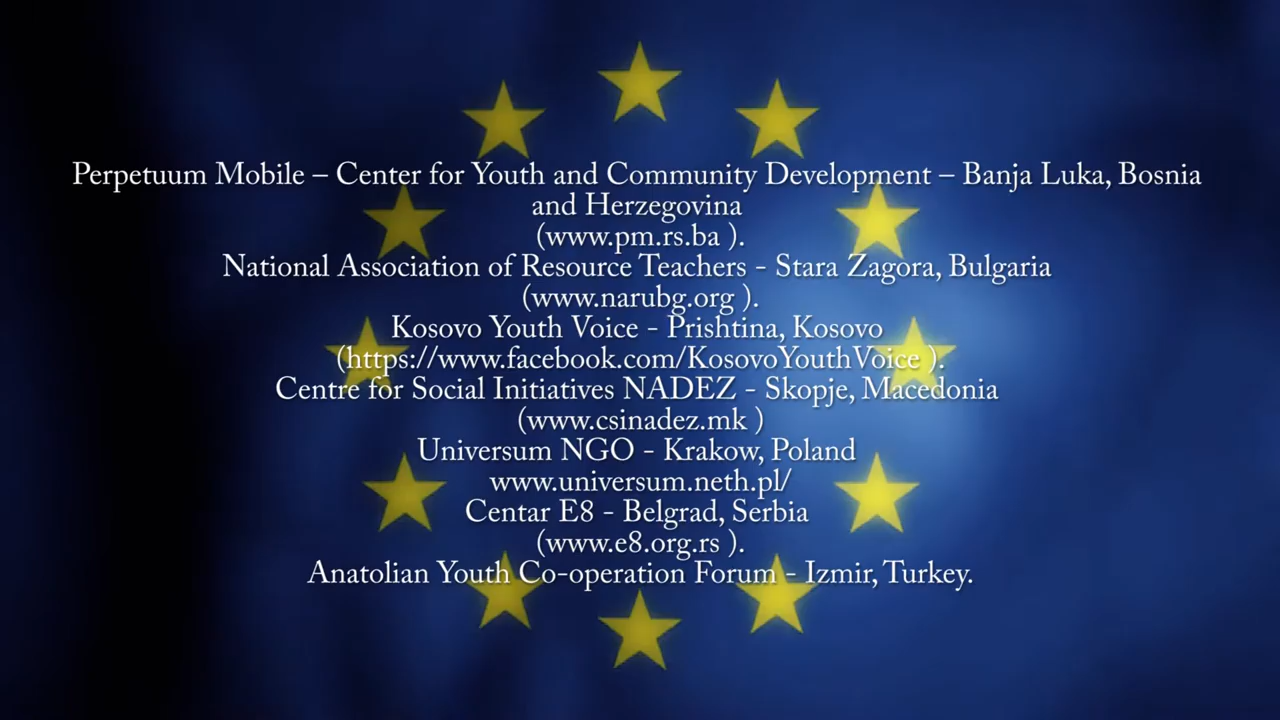 Perpetuum Mobile – Center for Youth and Community Development – Banja Luka, Bosnia
and Herzegovina
(www.pm.rs.ba ).
National Association of Resource Teachers - Stara Zagora, Bulgaria
(www.narubg.org ).
Kosovo Youth Voice - Prishtina, Kosovo
(https://www.facebook.com/KosovoYouthVoice ).
Centre for Social Initiatives NADEZ - Skopje, Macedonia
(www.csinadez.mk )
Universum NGO - Krakow, Poland
www.universum.neth.pl/
Centar E8 - Belgrad, Serbia
(www.e8.org.rs ).
Anatolian Youth Co-operation Forum - Izmir, Turkey.